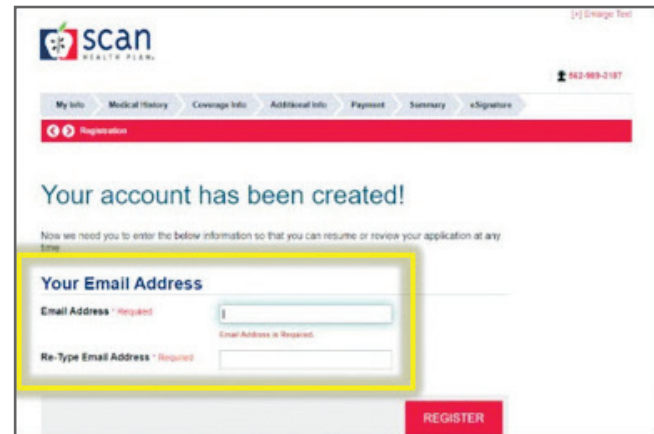 [+] Enlarge Text
scan
HEALTH PLAN.
562-989-2187
My Info Medical History Coverage Info Additional Info Payment Summary eSignature
Registration
Your account has been created!
Now we need you to enter the below information so that you can resume or review your application at any
time
Your Email Address
Email Address * Required
Email Address is Required.
Re-Type Email Address * Required
REGISTER